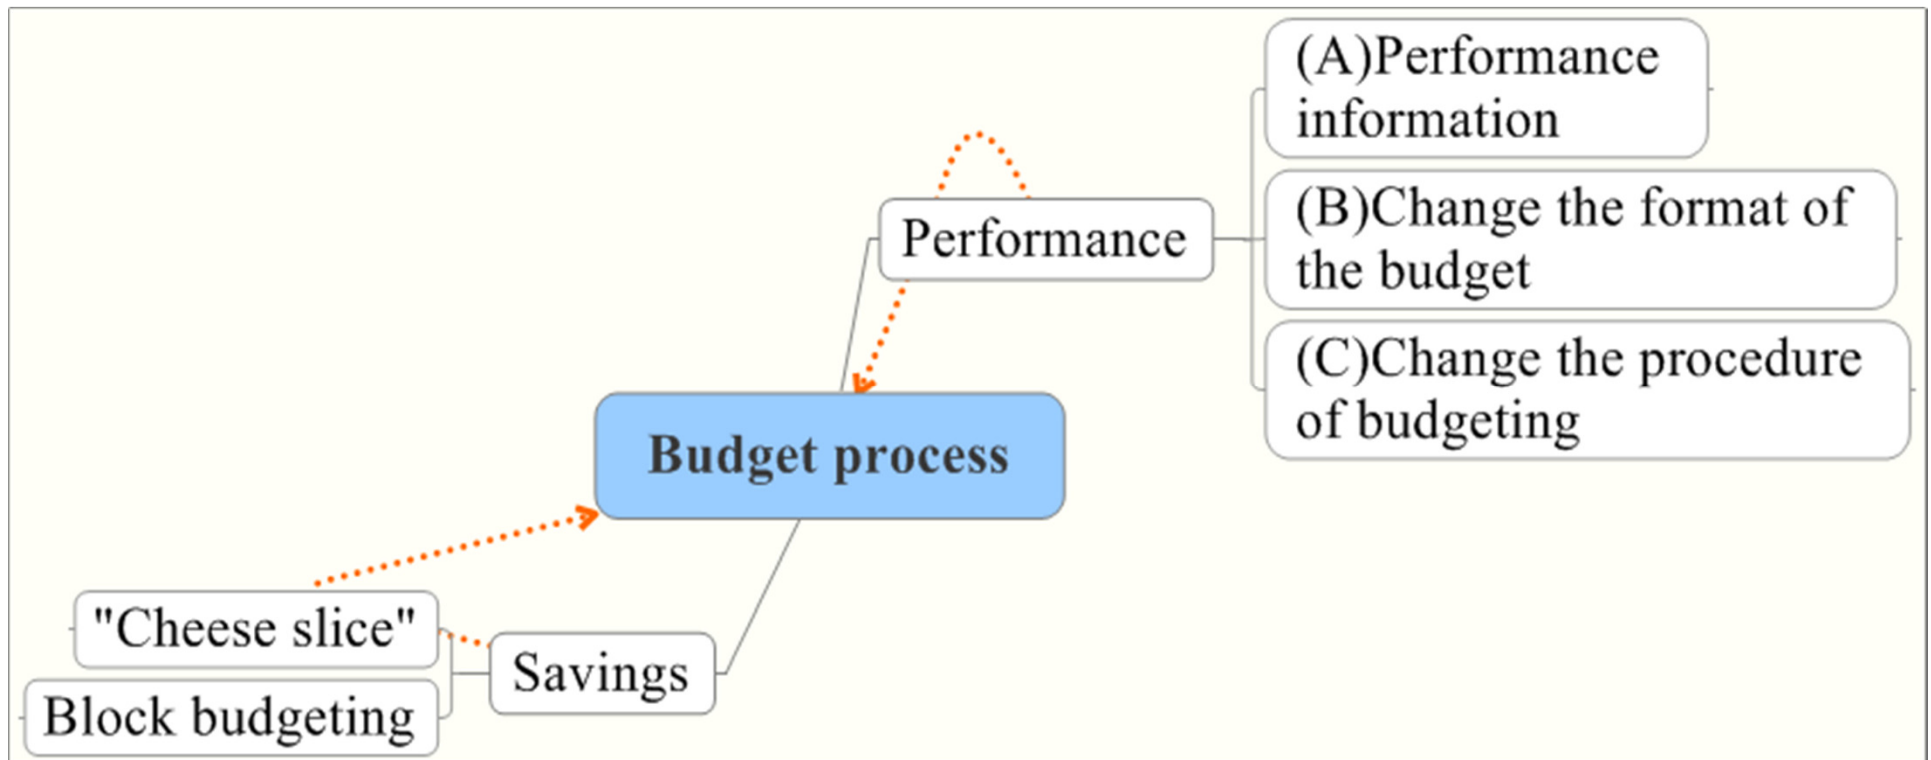 (A)Performance
information
(B)Change the format of
the budget
(C)Change the procedure
of budgeting
Performance
Budget process
"Cheese slice"
Savings
Block budgeting